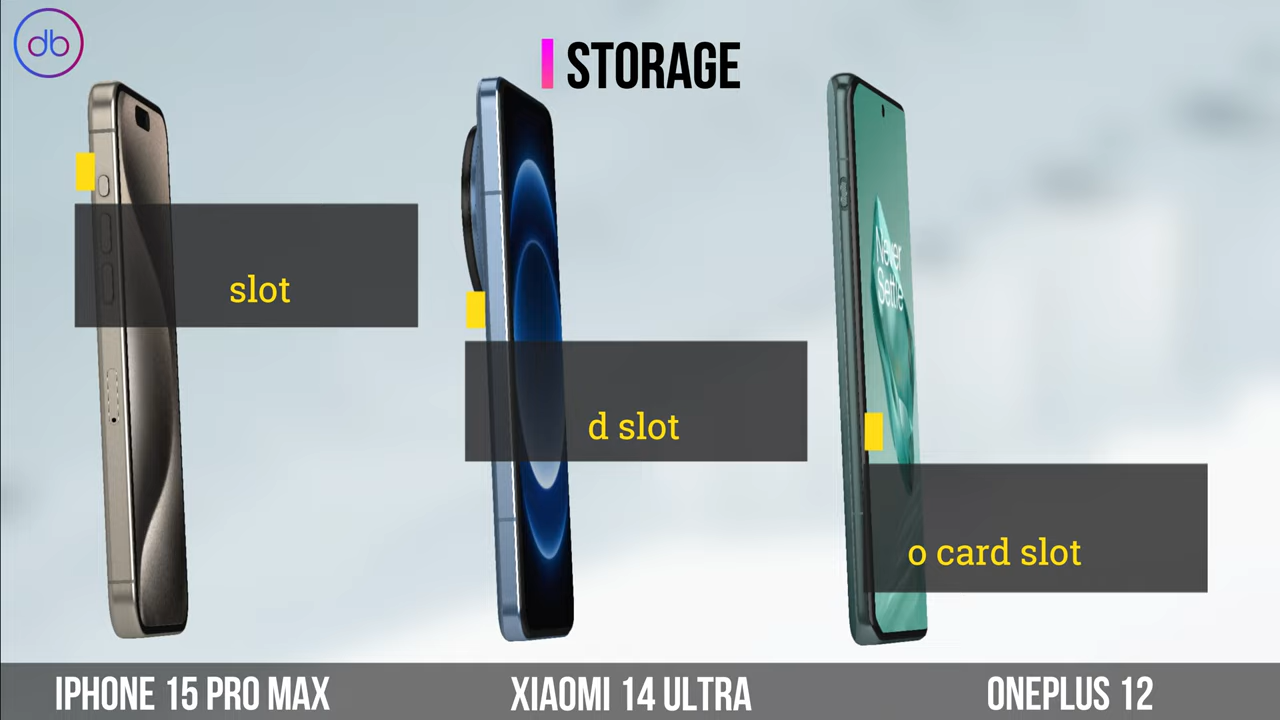 db
STORAGE
Never
Settle
slot
d slot
o card slot
IPHONE 15 PRO MAX
XIAOMI 14 ULTRA
ONEPLUS 12